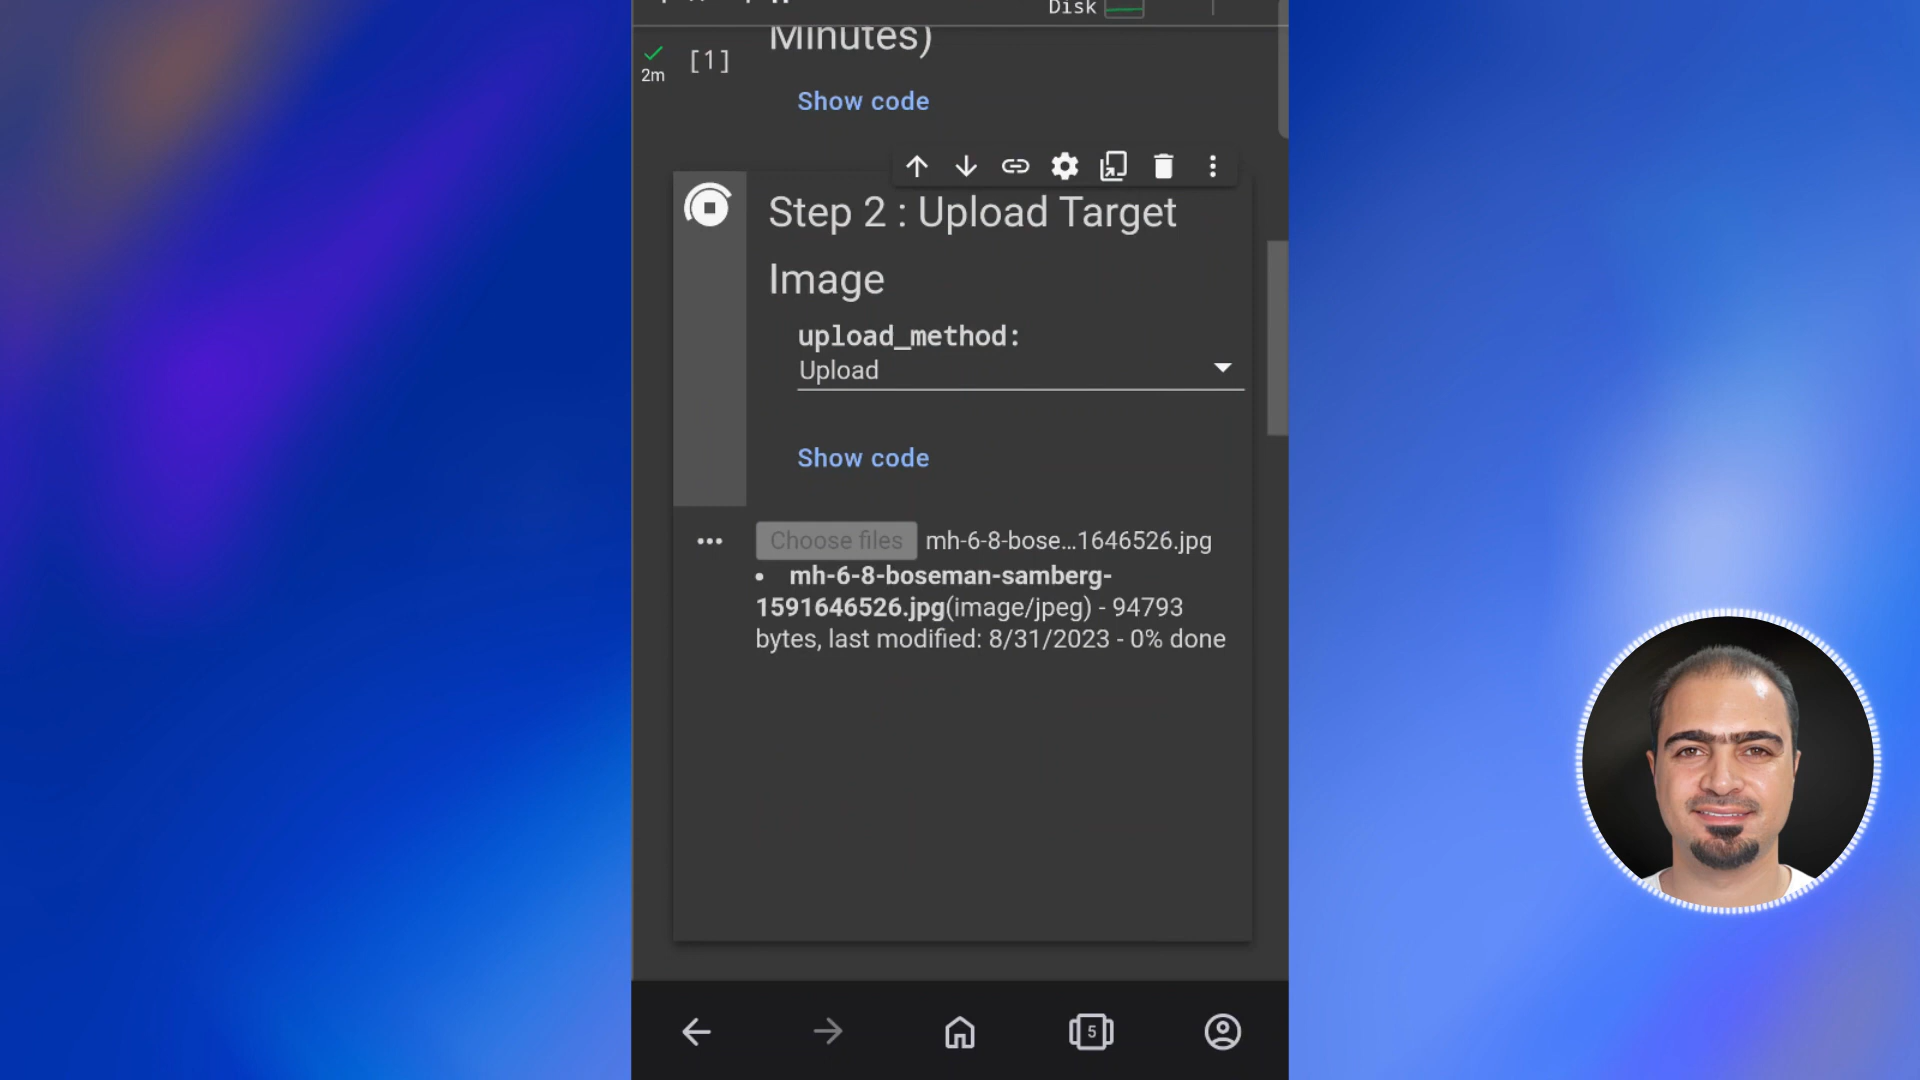 Disk
Minutes)
[1]
2m
Show code
Step 2 : Upload Target
Image
upload_method:
Upload
Show code
Choose files mh-6-8-bose...1646526.jpg
• mh-6-8-boseman-samberg-
1591646526.jpg(image/jpeg) - 94793
bytes, last modified: 8/31/2023 - 0% done
5